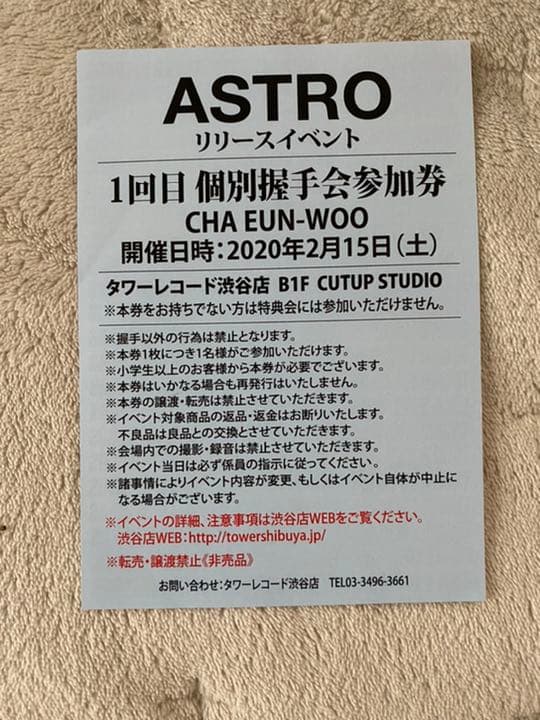 ASTRO
リリースイベント
1回目 個別握手会参加券
CHA EUN-WOO
開催日時：2020年2月15日（土）
タワーレコード渋谷店 B1F CUTUP STUDIO
※本券をお持ちでない方は特典会には参加いただけません。
※握手以外の行為は禁止となります。
※本券1枚につき1名様がご参加いただけます。
※小学生以上のお客様から本券が必要でございます。
※本券はいかなる場合も再発行はいたしません。
※本券の譲渡・転売は禁止させていただきます。
※イベント対象商品の返品・返金はお断りいたします。
不良品は良品との交換とさせていただきます。
※会場内での撮影・録音は禁止させていただきます。
※イベント当日は必ず係員の指示に従ってください。
※諸事情によりイベント内容が変更、もしくはイベント自体が中止に
なる場合がございます。
※イベントの詳細、注意事項は渋谷店WEBをご覧ください。
渋谷店WEB：http://towershibuya.jp/
※転売・譲渡禁止《非売品》
お問い合わせ：タワーレコード渋谷店 TEL03-3496-3661